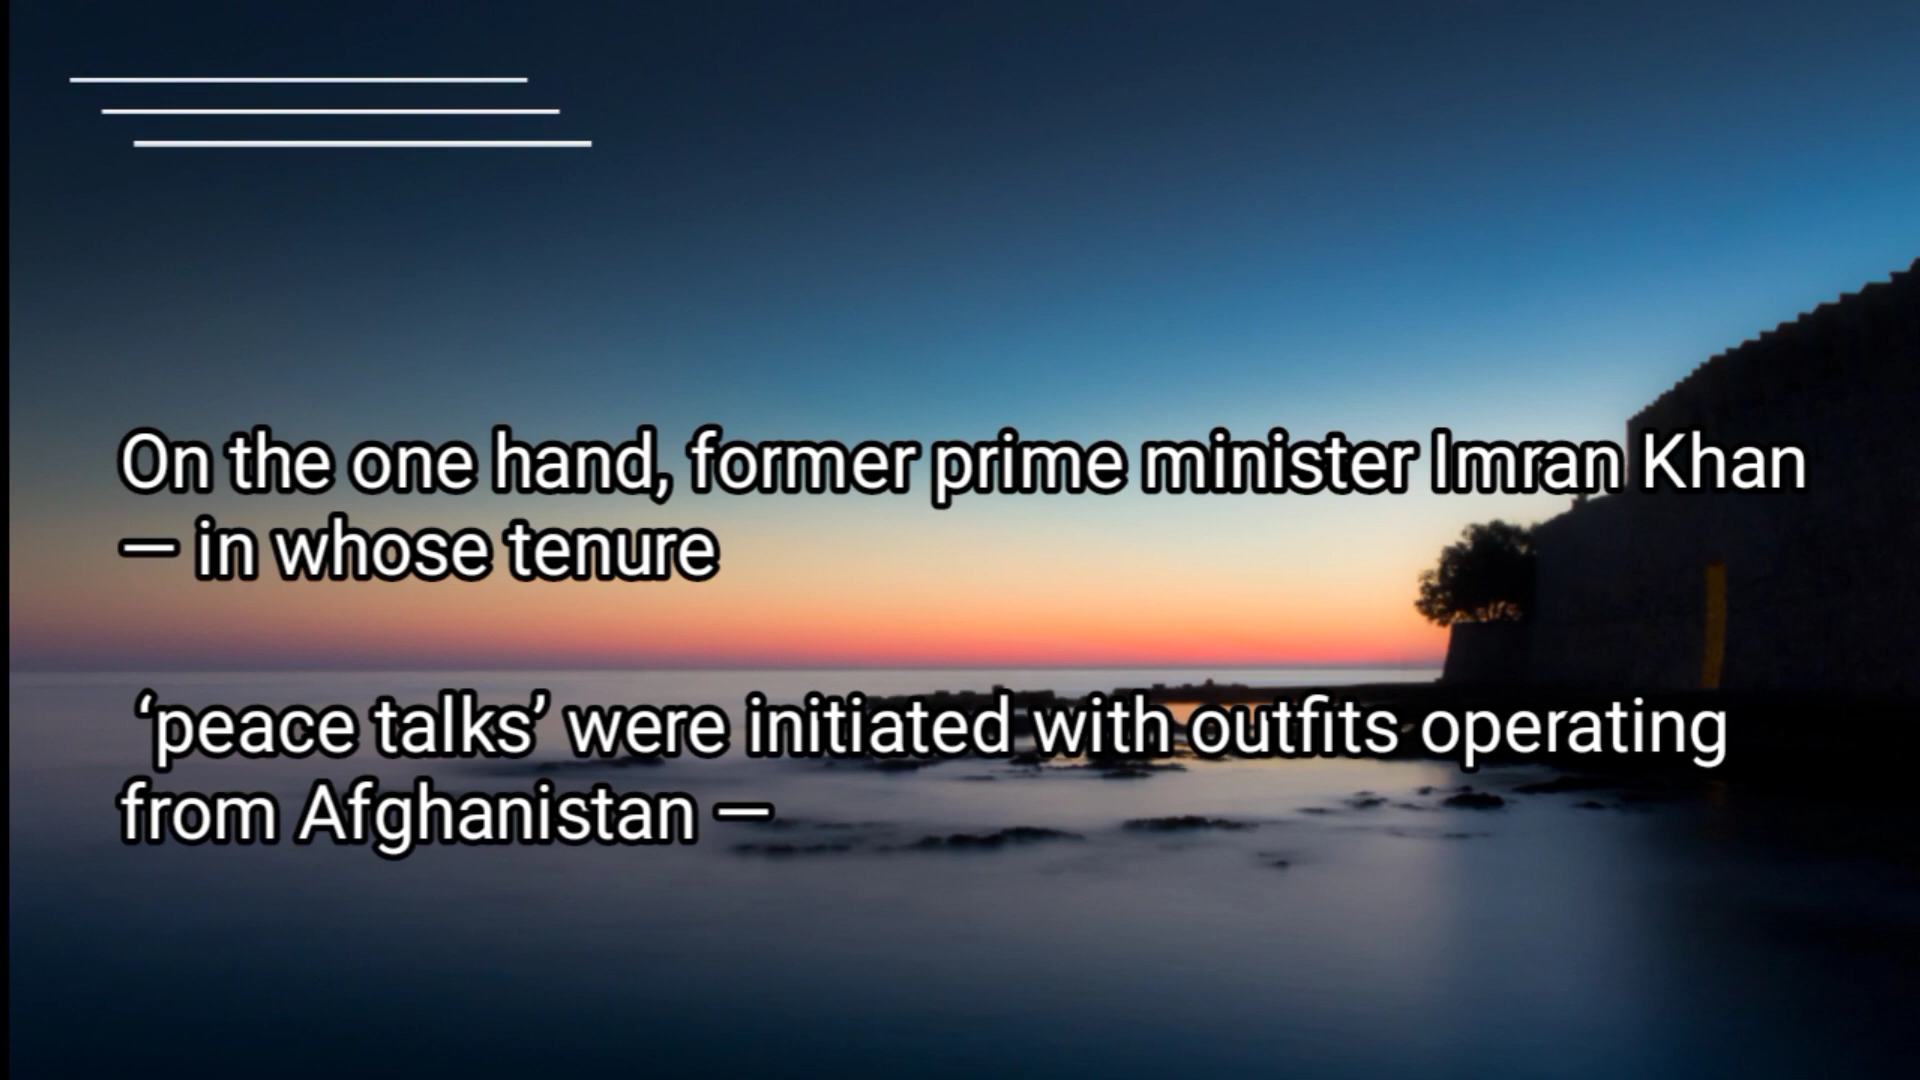 On the one hand, former prime minister Imran Khan
— in whose tenure
‘peace talks’ were initiated with outfits operating
from Afghanistan —